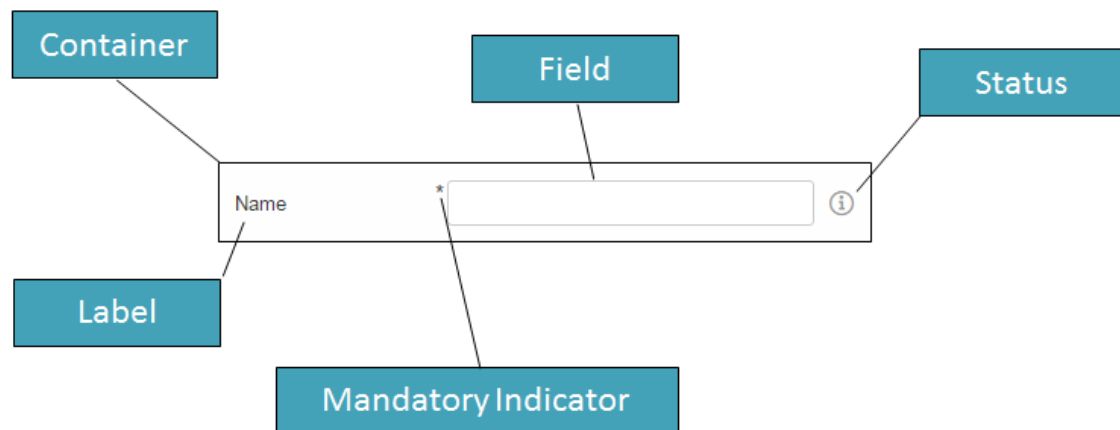 Container
Field
Status
Name
*
Label
Mandatory Indicator